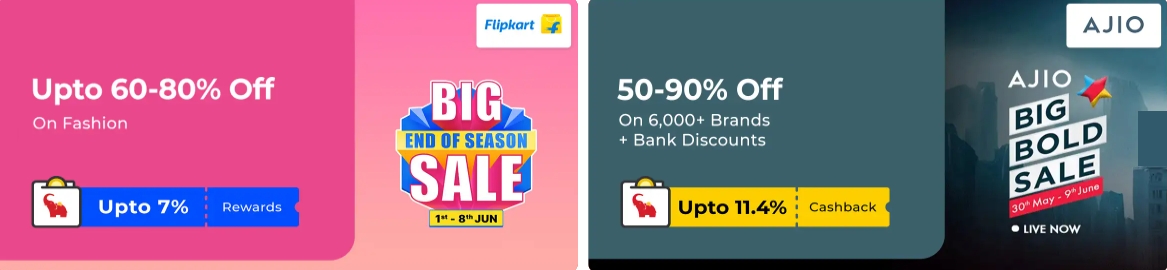 Flipkart
Upto 60-80% Off
On Fashion
Upto 7% Rewards
BIG
END OF SEASON
SALE
1st - 8th JUN
AJIO
50-90% Off
On 6,000+ Brands
+ Bank Discounts
Upto 11.4% Cashback
AJIO
BIG
BOLD
SALE
30th May - 9th June
LIVE NOW